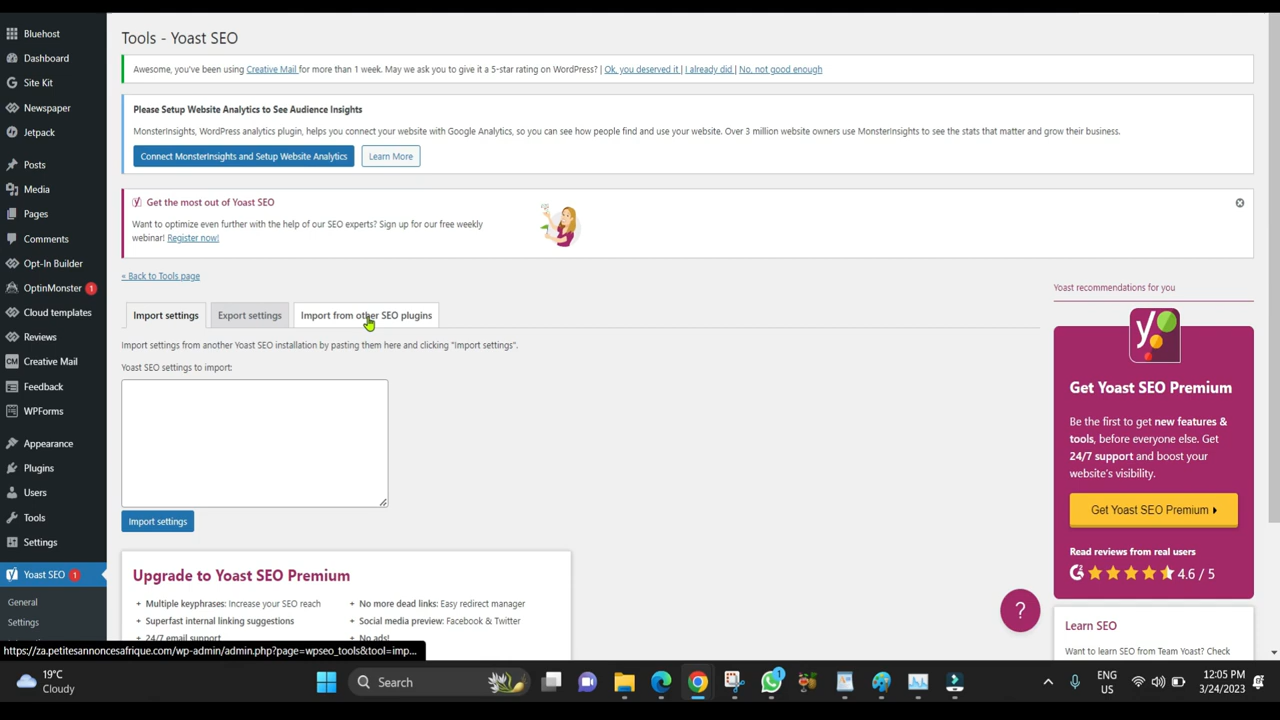 Bluehost
Dashboard
Site Kit
Newspaper
Jetpack
Posts
Media
Pages
Comments
Opt-In Builder
OptinMonster 1
Cloud templates
Reviews
CM Creative Mail
Feedback
WPForms
Appearance
Plugins
Users
Tools
Settings
Yoast SEO 1
General
Settings
Tools - Yoast SEO
Awesome, you've been using Creative Mail for more than 1 week. May we ask you to give it a 5-star rating on WordPress? | Ok, you deserved it | I already did | No, not good enough
Please Setup Website Analytics to See Audience Insights
MonsterInsights, WordPress analytics plugin, helps you connect your website with Google Analytics, so you can see how people find and use your website. Over 3 million website owners use MonsterInsights to see the stats that matter and grow their business.
Connect MonsterInsights and Setup Website Analytics
Learn More
Get the most out of Yoast SEO
Want to optimize even further with the help of our SEO experts? Sign up for our free weekly
webinar! Register now!
« Back to Tools page
Import settings
Export settings
Import from other SEO plugins
Import settings from another Yoast SEO installation by pasting them here and clicking "Import settings".
Yoast SEO settings to import:
Import settings
Upgrade to Yoast SEO Premium
+ Multiple keyphrases: Increase your SEO reach
+ No more dead links: Easy redirect manager
+ Superfast internal linking suggestions
+ Social media preview: Facebook & Twitter
+ 24/7 email support
+ No ads!
Yoast recommendations for you
y
Get Yoast SEO Premium
Be the first to get new features &
tools, before everyone else. Get
24/7 support and boost your
website's visibility.
Get Yoast SEO Premium
Read reviews from real users
4.6 / 5
?
Learn SEO
Want to learn SEO from Team Yoast? Check
https://za.petitesannoncesafrique.com/wp-admin/admin.php?page=wpseo_tools&tool=imp...
19°C
Cloudy
Search
1
ENG
US
12:05 PM
3/24/2023